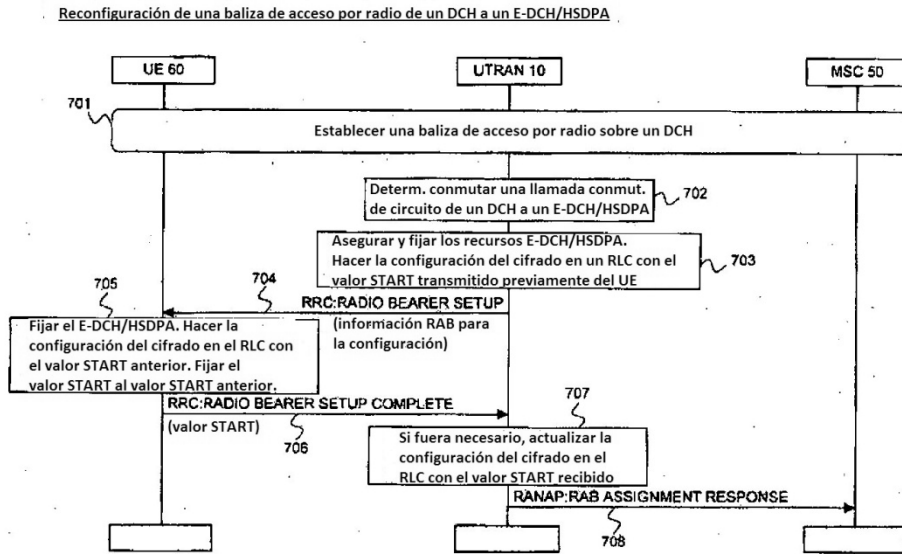 Reconfiguración de una baliza de acceso por radio de un DCH a un E-DCH/HSDPA
UE 60
UTRAN 10
MSC 50
701
Establecer una baliza de acceso por radio sobre un DCH
Determ. conmutar una llamada conmut.
de circuito de un DCH a un E-DCH/HSDPA
702
Asegurar y fijar los recursos E-DCH/HSDPA.
Hacer la configuración del cifrado en un RLC con el
valor START transmitido previamente del UE
703
704
RRC:RADIO BEARER SETUP
(información RAB para
la configuración)
705
Fijar el E-DCH/HSDPA. Hacer la
configuración del cifrado en el RLC con
el valor START anterior. Fijar el
valor START al valor START anterior.
RRC:RADIO BEARER SETUP COMPLETE
(valor START)
706
707
Si fuera necesario, actualizar la
configuración del cifrado en el
RLC con el valor START recibido
RANAP:RAB ASSIGNMENT RESPONSE
708